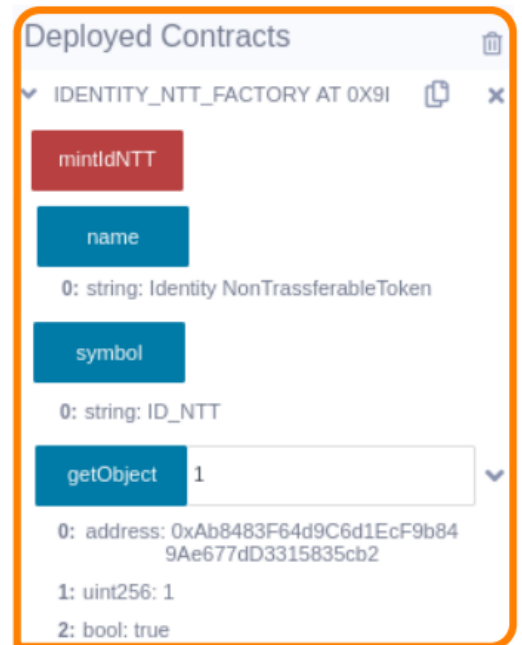 Deployed Contracts
IDENTITY_NTT_FACTORY AT 0X9
mintIdNTT
name
0: string: Identity NonTrassferableToken
symbol
0: string: ID_NTT
getObject 1
0: address: 0xAb8483F64d9C6d1EcF9b84
9Ae677dD3315835cb2
1: uint256: 1
2: bool: true